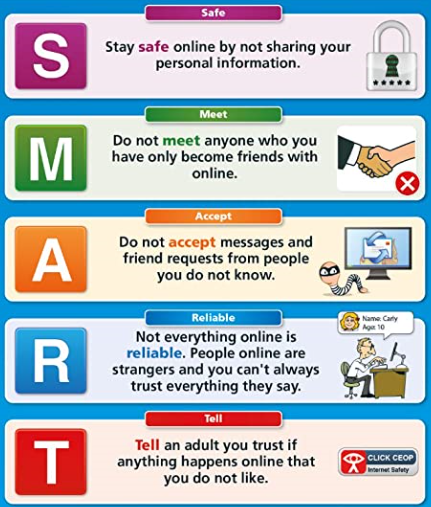 Safe
S
Stay safe online by not sharing your
personal information.
*****
Meet
M
Do not meet anyone who you
have only become friends with
online.
Accept
A
Do not accept messages and
friend requests from people
you do not know.
Reliable
R
Not everything online is
reliable. People online are
strangers and you can't always
trust everything they say.
Name: Carly
Age: 10
Tell
T
Tell an adult you trust if
anything happens online that
you do not like.
CLICK CEOP
Internet Safety